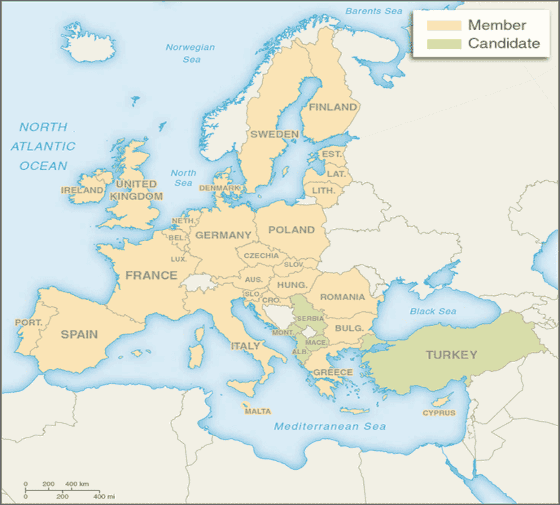 Barents Sea
Member
Candidate
Norwegian
Sea
FINLAND
NORTH
ATLANTIC
OCEAN
SWEDEN
EST.
North
Sea
LAT.
IRELAND
UNITED
KINGDOM
DENMARK
LITH.
NETH.
GERMANY
POLAND
BEL.
LUX.
CZECHIA
SLOV.
FRANCE
AUS.
HUNG.
SLO.
CRO.
ROMANIA
SERBIA
Black Sea
PORT.
SPAIN
ITALY
MONT.
BULG.
MACE.
ALB.
TURKEY
GREECE
MALTA
CYPRUS
Mediterranean Sea
0 200 400 km
0 200 400 mi